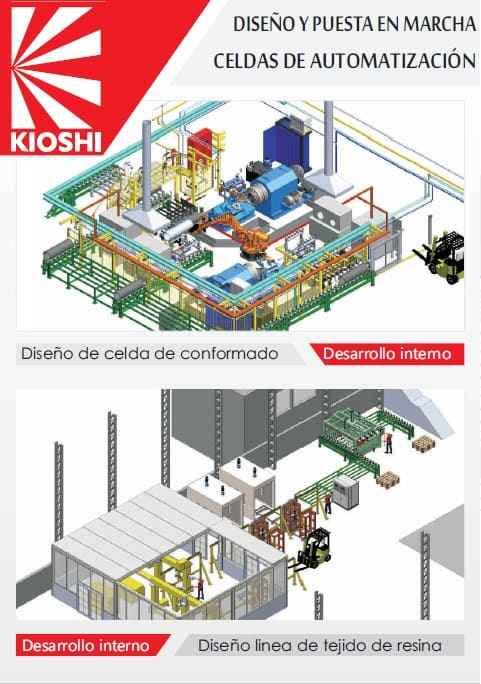 DISEÑO Y PUESTA EN MARCHA
CELDAS DE AUTOMATIZACIÓN
KIOSHI
Diseño de celda de conformado
Desarrollo interno
Desarrollo interno
Diseño linea de tejido de resina